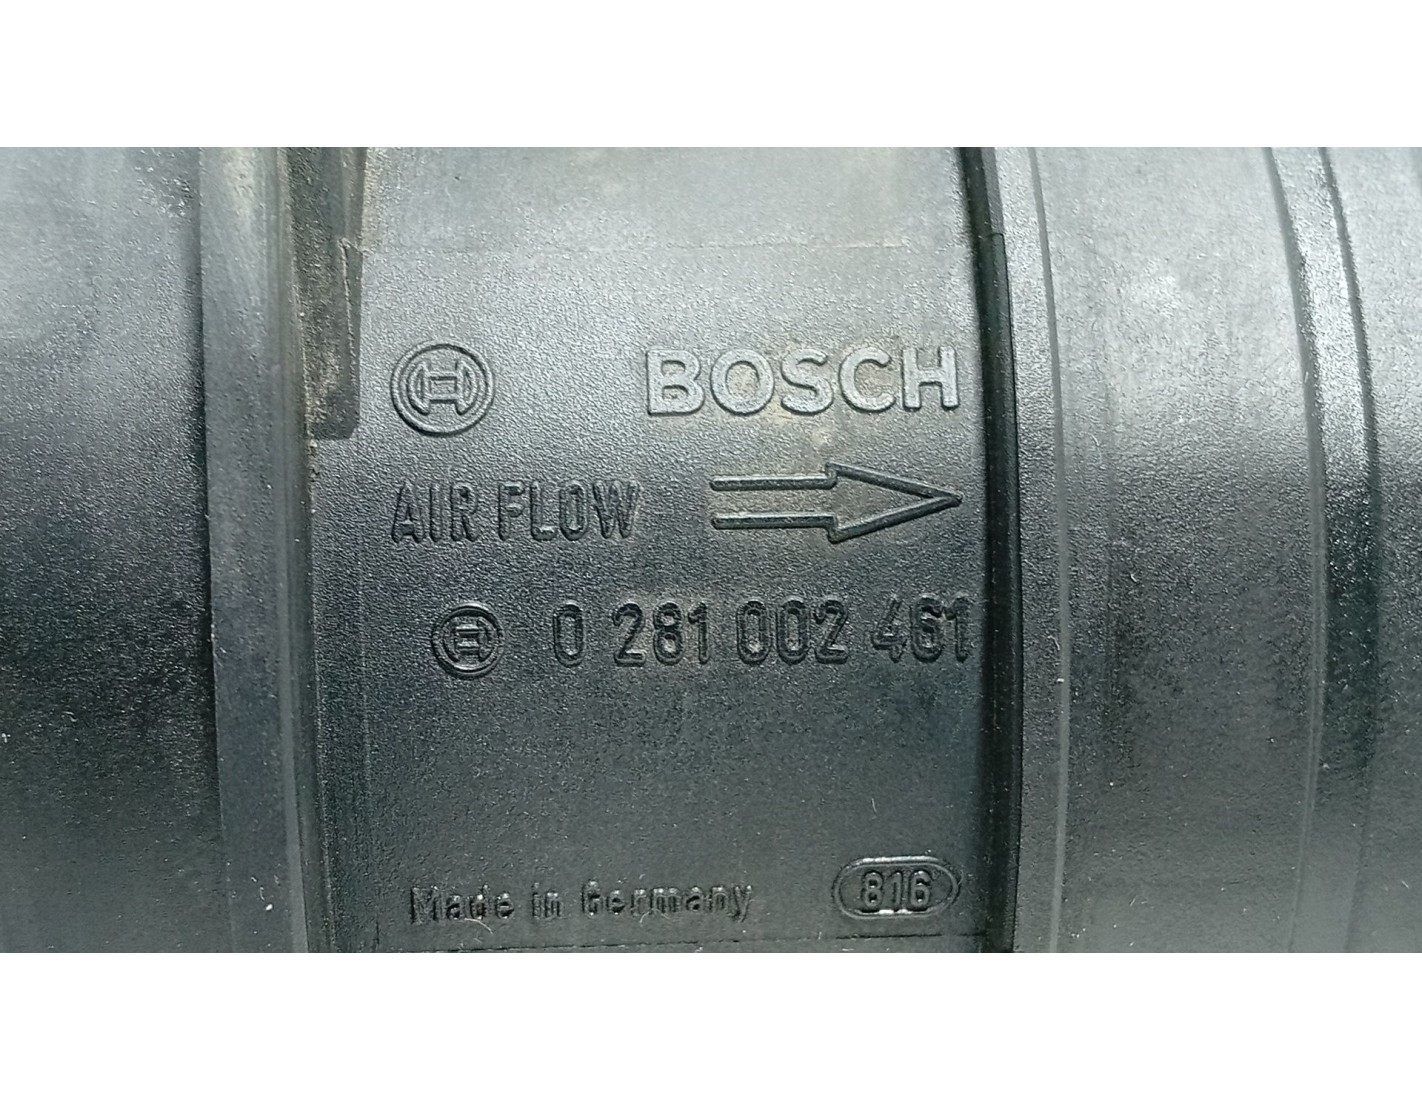 BOSCH
AIR FLOW
0 281 002 461
Made in Germany 816